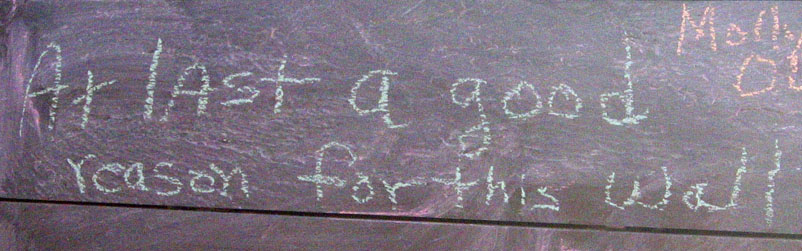 At lAst a good
reason for this wall